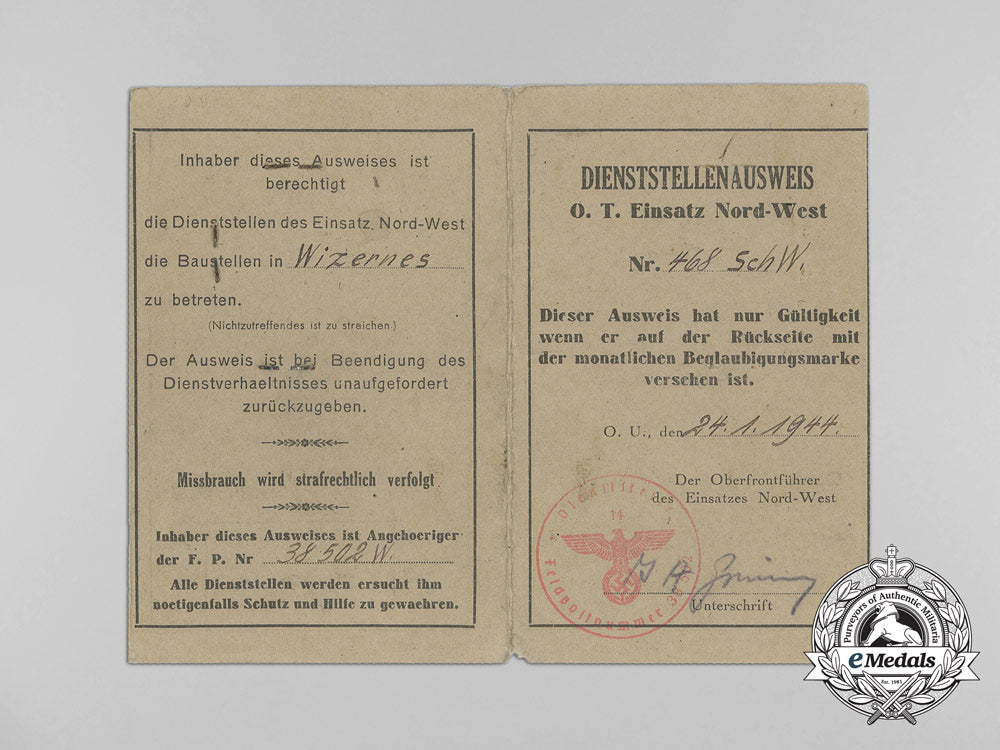 Inhaber dieses Ausweises ist
berechtigt
die Dienststellen des Einsatz Nord-West
die Baustellen in Wizernes
zu betreten.
(Nichtzutreffendes ist zu streichen.)
Der Ausweis ist bei Beendigung des
Dienstverhaeltnisses unaufgefordert
zurückzugeben.
Missbrauch wird strafrechtlich verfolgt
Inhaber dieses Ausweises ist Angehoeriger
der F. P. Nr 38502 W.
Alle Dienststellen werden ersucht ihm
noetigenfalls Schutz und Hilfe zu gewaehren.
DIENSTSTELLENAUSWEIS
O. T. Einsatz Nord-West
Nr. 468 SchW.
Dieser Ausweis hat nur Gültigkeit
wenn er auf der Rückseite mit
der monatlichen Beglaubigungsmarke
versehen ist.
O. U., den 24.1.1944.
Der Oberfrontführer
des Einsatzes Nord-West
14
Feldpostnummer
Unterschrift
Purveyors of Authentic Militaria
eMedals
Est. 1981